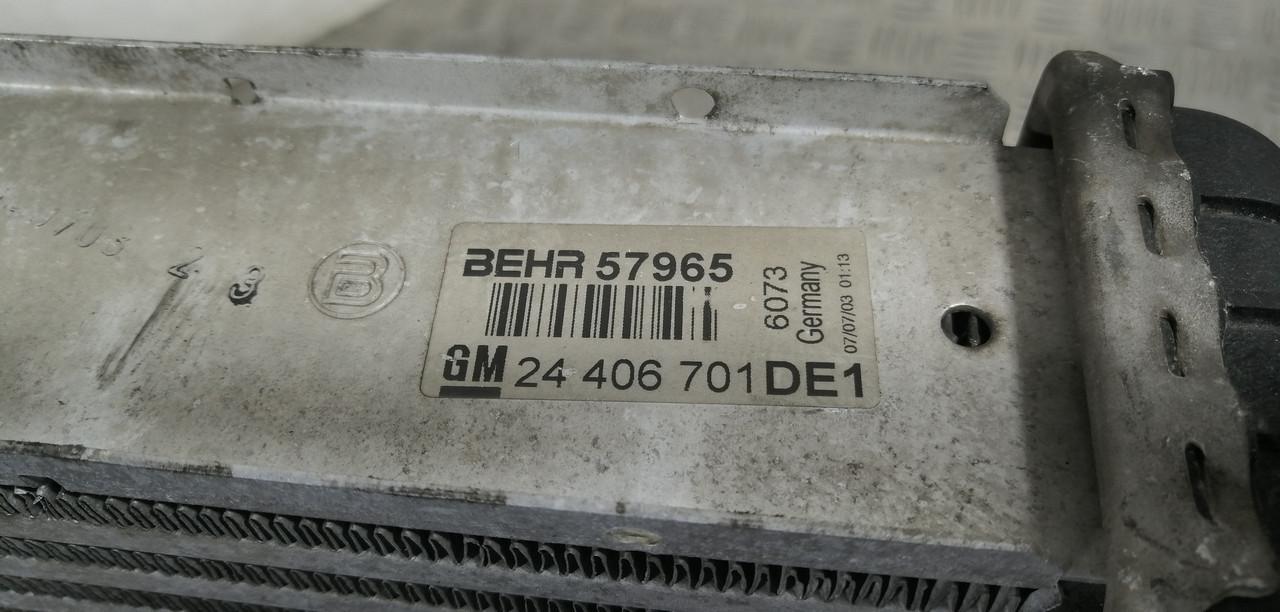 BEHR 57965
GM 24 406 701 DE1
6073
Germany
07/07/03 01:13
B